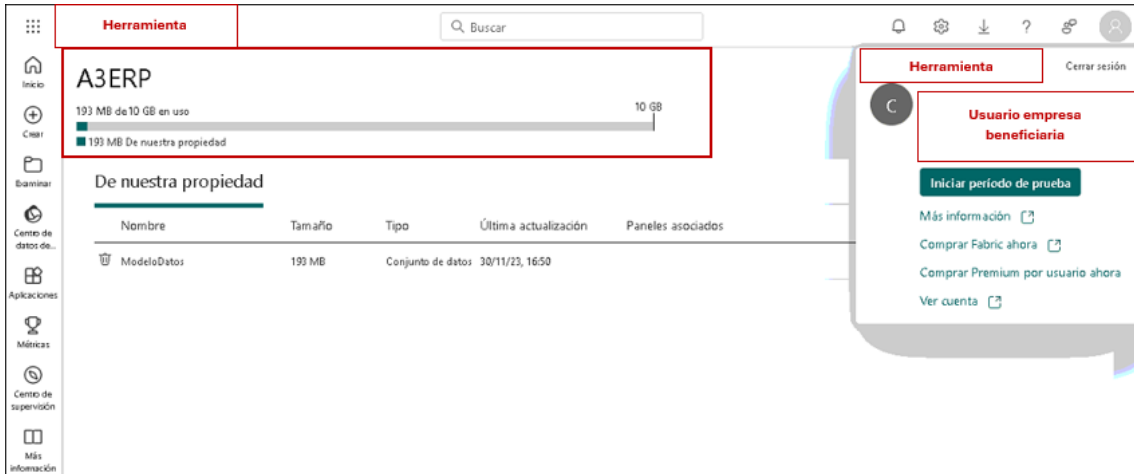 Herramienta
Buscar
?
Inicio
Crear
Examinar
Centro de
datos de...
Aplicaciones
Métricas
Centro de
supervisión
Más
información
A3ERP
193 MB de 10 GB en uso
10 GB
193 MB De nuestra propiedad
De nuestra propiedad
Nombre Tamaño Tipo Última actualización Paneles asociados
ModeloDatos 193 MB Conjunto de datos 30/11/23, 16:50
Herramienta
Cerrar sesión
C
Usuario empresa
beneficiaria
Iniciar período de prueba
Más información
Comprar Fabric ahora
Comprar Premium por usuario ahora
Ver cuenta